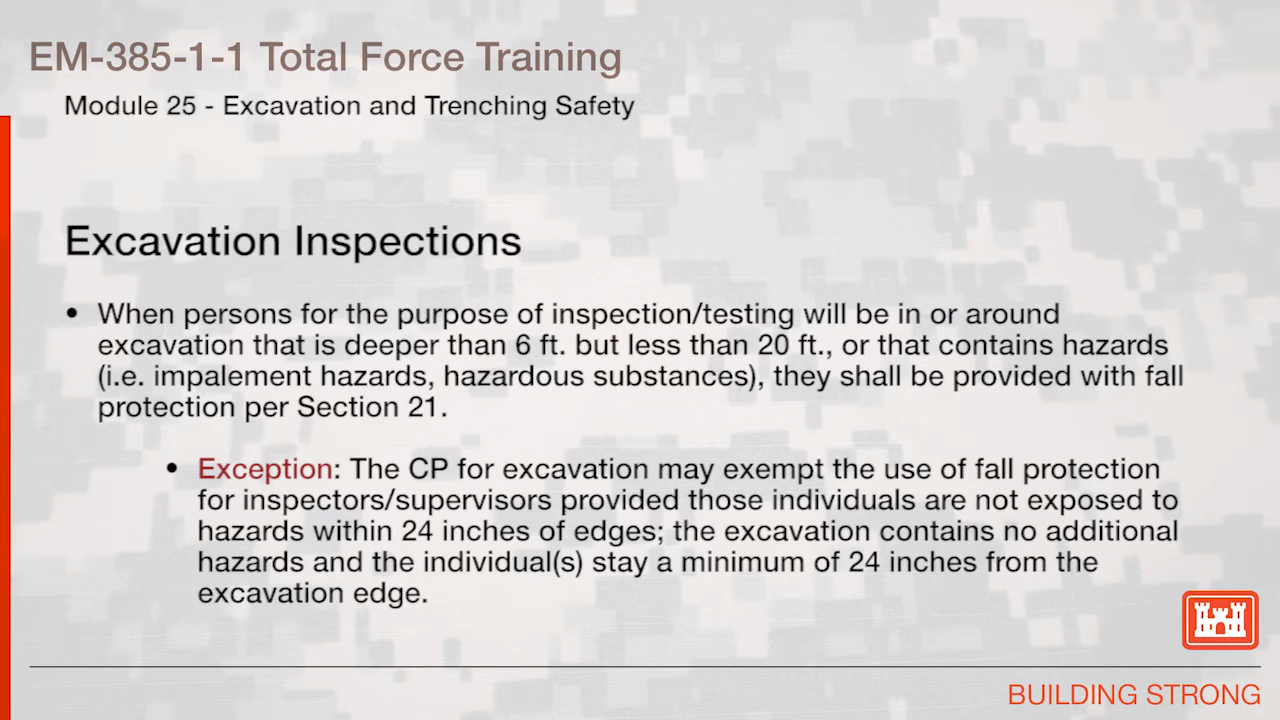 EM-385-1-1 Total Force Training
Module 25 - Excavation and Trenching Safety
Excavation Inspections
• When persons for the purpose of inspection/testing will be in or around
excavation that is deeper than 6 ft. but less than 20 ft., or that contains hazards
(i.e. impalement hazards, hazardous substances), they shall be provided with fall
protection per Section 21.
• Exception: The CP for excavation may exempt the use of fall protection
for inspectors/supervisors provided those individuals are not exposed to
hazards within 24 inches of edges; the excavation contains no additional
hazards and the individual(s) stay a minimum of 24 inches from the
excavation edge.
BUILDING STRONG